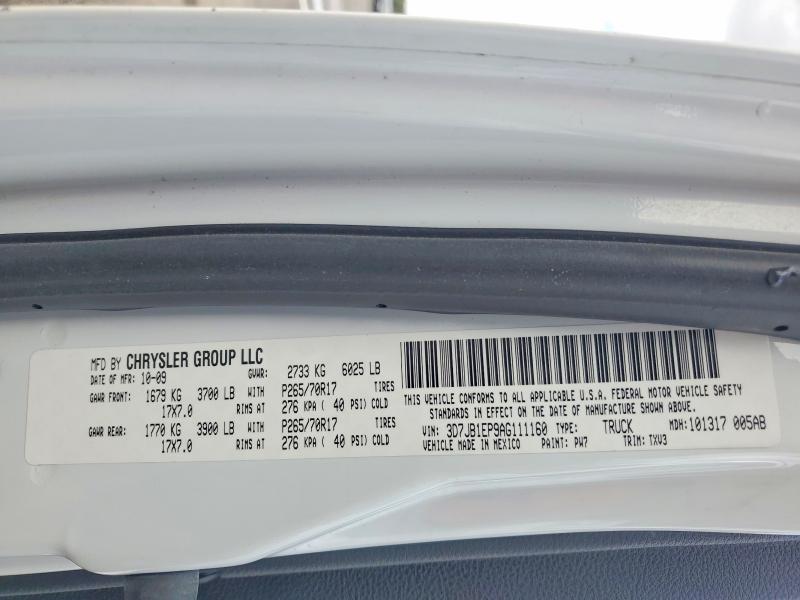 MFD BY CHRYSLER GROUP LLC
DATE OF MFR: 10-09 GVWR: 2733 KG 6025 LB
GAWR FRONT: 1679 KG 3700 LB WITH P265/70R17 TIRES
17X7.0 RIMS AT 276 KPA ( 40 PSI) COLD
GAWR REAR: 1770 KG 3900 LB WITH P265/70R17 TIRES
17X7.0 RIMS AT 276 KPA ( 40 PSI) COLD
THIS VEHICLE CONFORMS TO ALL APPLICABLE U.S.A. FEDERAL MOTOR VEHICLE SAFETY
STANDARDS IN EFFECT ON THE DATE OF MANUFACTURE SHOWN ABOVE.
VIN: 3D7JB1EP9AG111160 TYPE: TRUCK MDH: 101317 005AB
VEHICLE MADE IN MEXICO PAINT: PW7 TRIM: TXV3